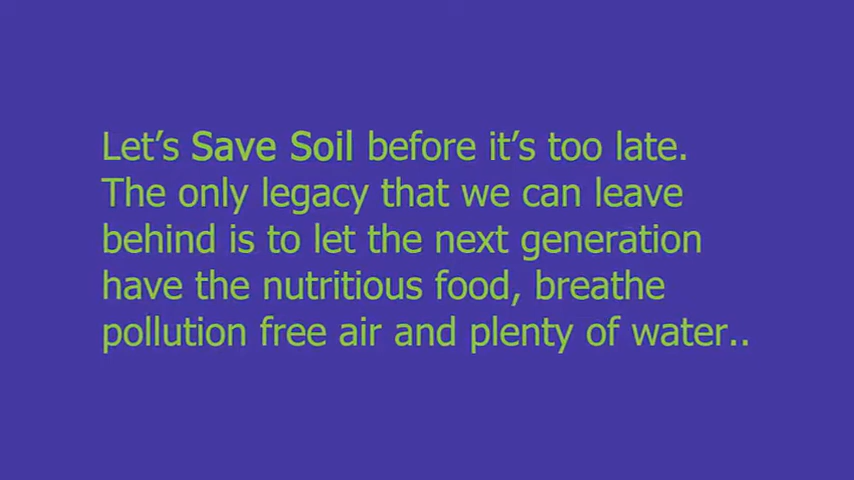 Let’s Save Soil before it’s too late.
The only legacy that we can leave
behind is to let the next generation
have the nutritious food, breathe
pollution free air and plenty of water..